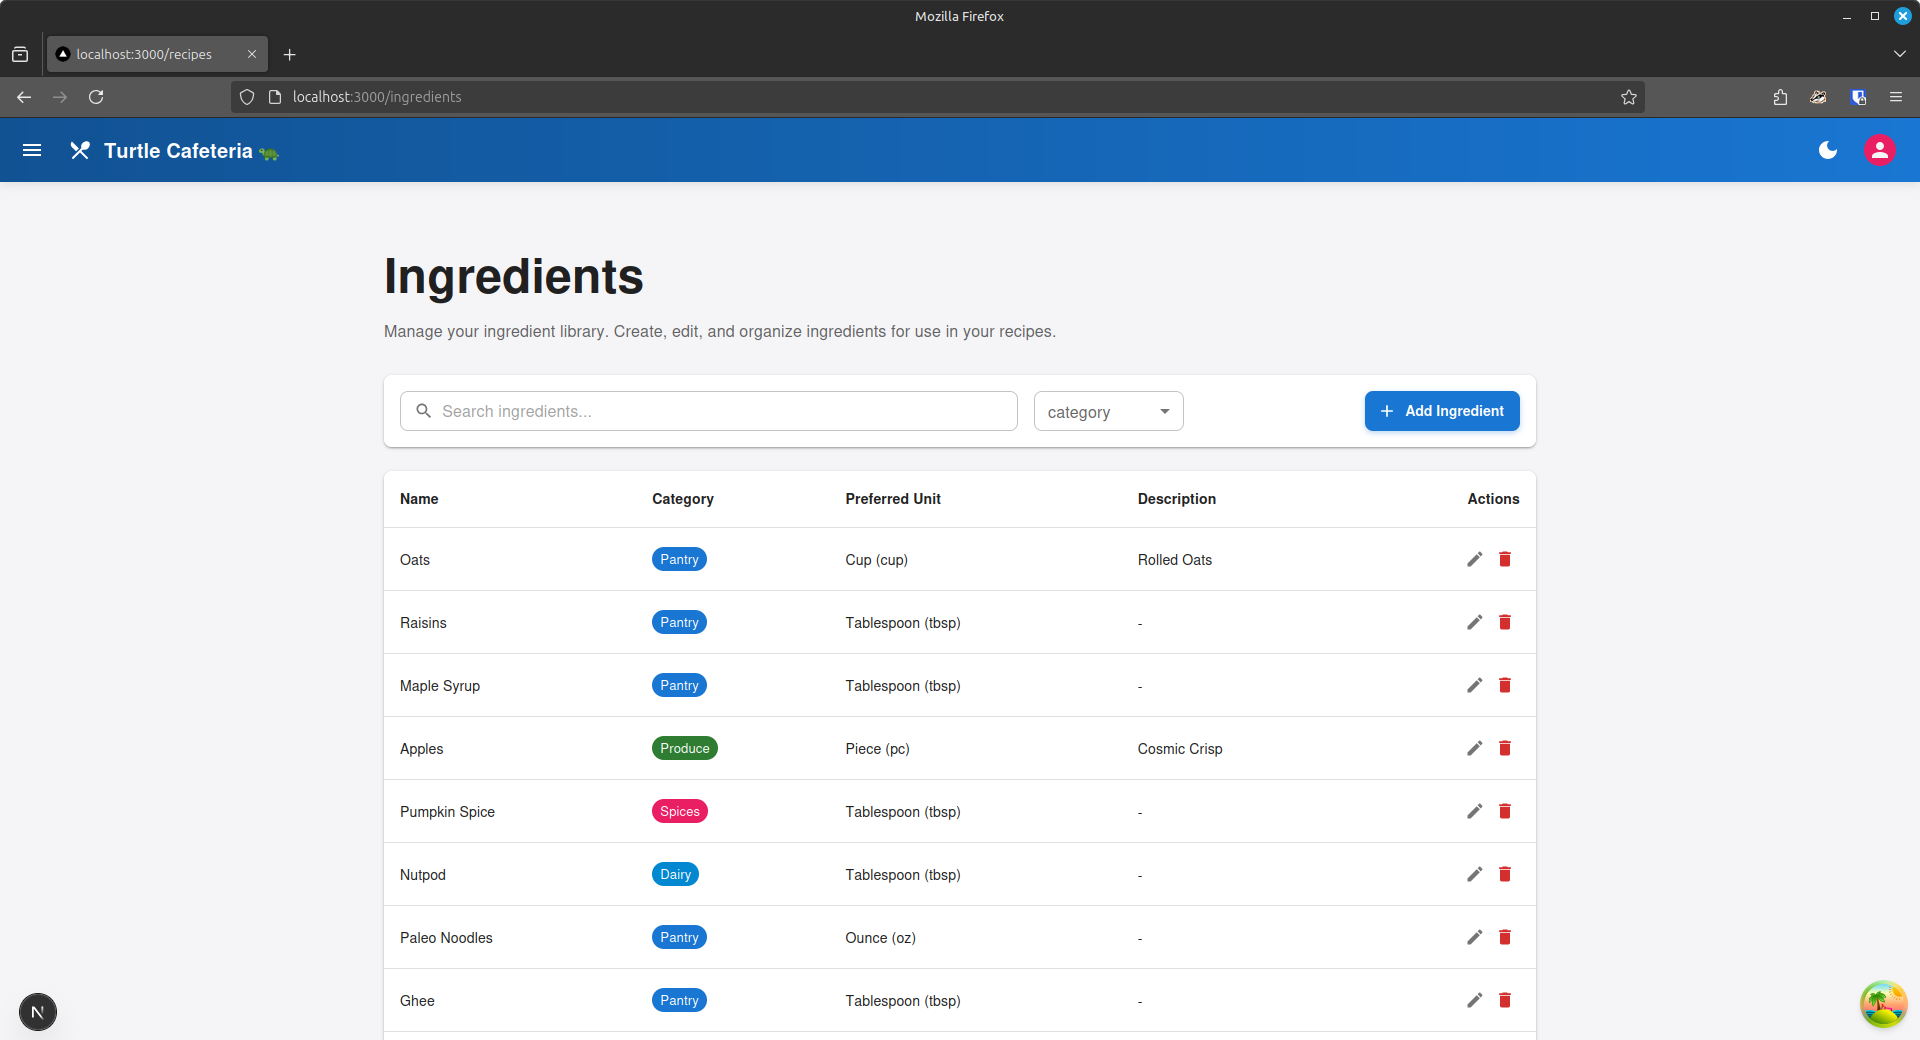 Mozilla Firefox
localhost:3000/recipes
localhost:3000/ingredients
Turtle Cafeteria 🐢
Ingredients
Manage your ingredient library. Create, edit, and organize ingredients for use in your recipes.
Search ingredients...
category
Add Ingredient
Name Category Preferred Unit Description Actions
Oats Pantry Cup (cup) Rolled Oats
Raisins Pantry Tablespoon (tbsp) -
Maple Syrup Pantry Tablespoon (tbsp) -
Apples Produce Piece (pc) Cosmic Crisp
Pumpkin Spice Spices Tablespoon (tbsp) -
Nutpod Dairy Tablespoon (tbsp) -
Paleo Noodles Pantry Ounce (oz) -
Ghee Pantry Tablespoon (tbsp) -
N